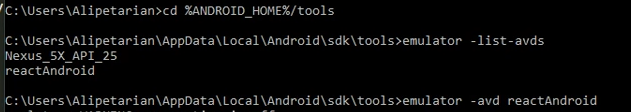 C:\Users\Alipetarian>cd %ANDROID_HOME%/tools
C:\Users\Alipetarian\AppData\Local\Android\sdk\tools>emulator -list-avds
Nexus_5X_API_25
reactAndroid
C:\Users\Alipetarian\AppData\Local\Android\sdk\tools>emulator -avd reactAndroid